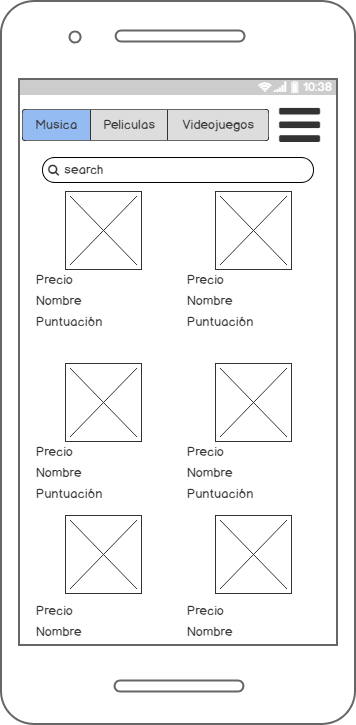 10:38
Musica Peliculas Videojuegos
search
Precio Precio
Nombre Nombre
Puntuación Puntuación
Precio Precio
Nombre Nombre
Puntuación Puntuación
Precio Precio
Nombre Nombre